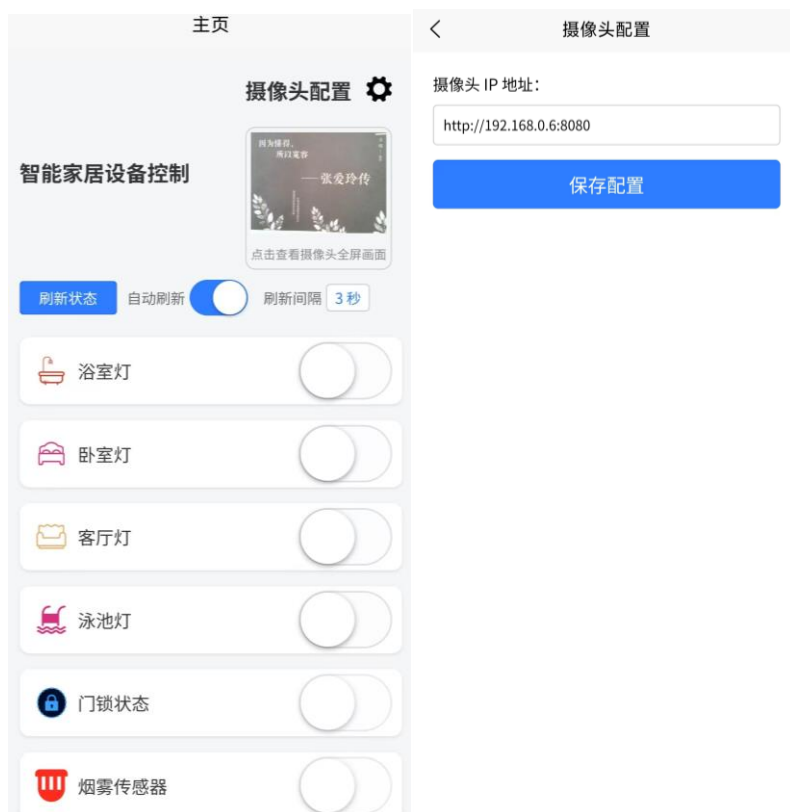 主页
摄像头配置
智能家居设备控制
因为懂得,
所以宽容
——张爱玲传
点击查看摄像头全屏画面
刷新状态
自动刷新
刷新间隔
3 秒
浴室灯
卧室灯
客厅灯
泳池灯
门锁状态
烟雾传感器
摄像头配置
摄像头 IP 地址：
http://192.168.0.6:8080
保存配置